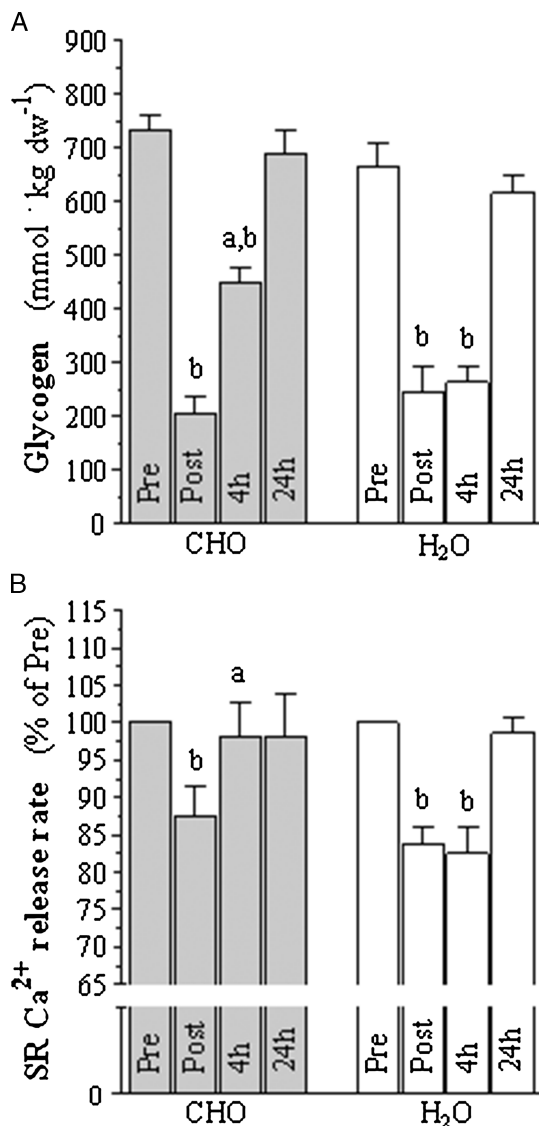 A
Glycogen (mmol · kg dw⁻¹)
900
800
700
600
500
400
300
200
100
0
b
a,b
b
b
Pre
Post
4h
24h
Pre
Post
4h
24h
CHO
H₂O
B
SR Ca²⁺ release rate (% of Pre)
115
110
105
100
95
90
85
80
75
70
65
0
b
a
b
b
Pre
Post
4h
24h
Pre
Post
4h
24h
CHO
H₂O